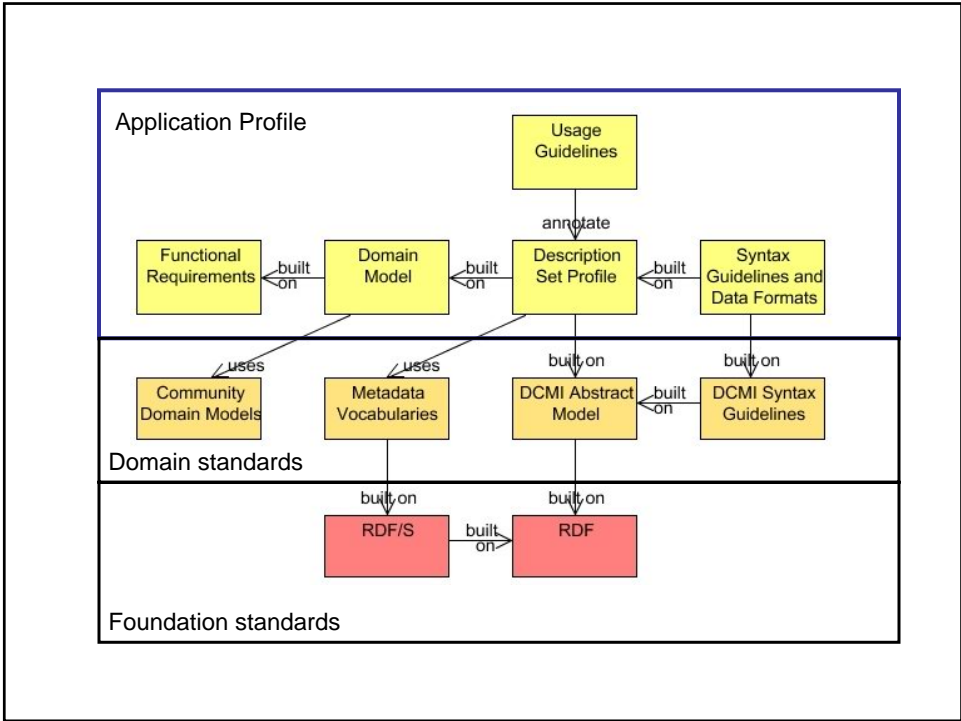 Application Profile
Usage
Guidelines
annotate
Functional
Requirements
built
on
Domain
Model
built
on
Description
Set Profile
built
on
Syntax
Guidelines and
Data Formats
uses
uses
built on
built on
Community
Domain Models
Metadata
Vocabularies
DCMI Abstract
Model
built
on
DCMI Syntax
Guidelines
Domain standards
built on
built on
RDF/S
built
on
RDF
Foundation standards